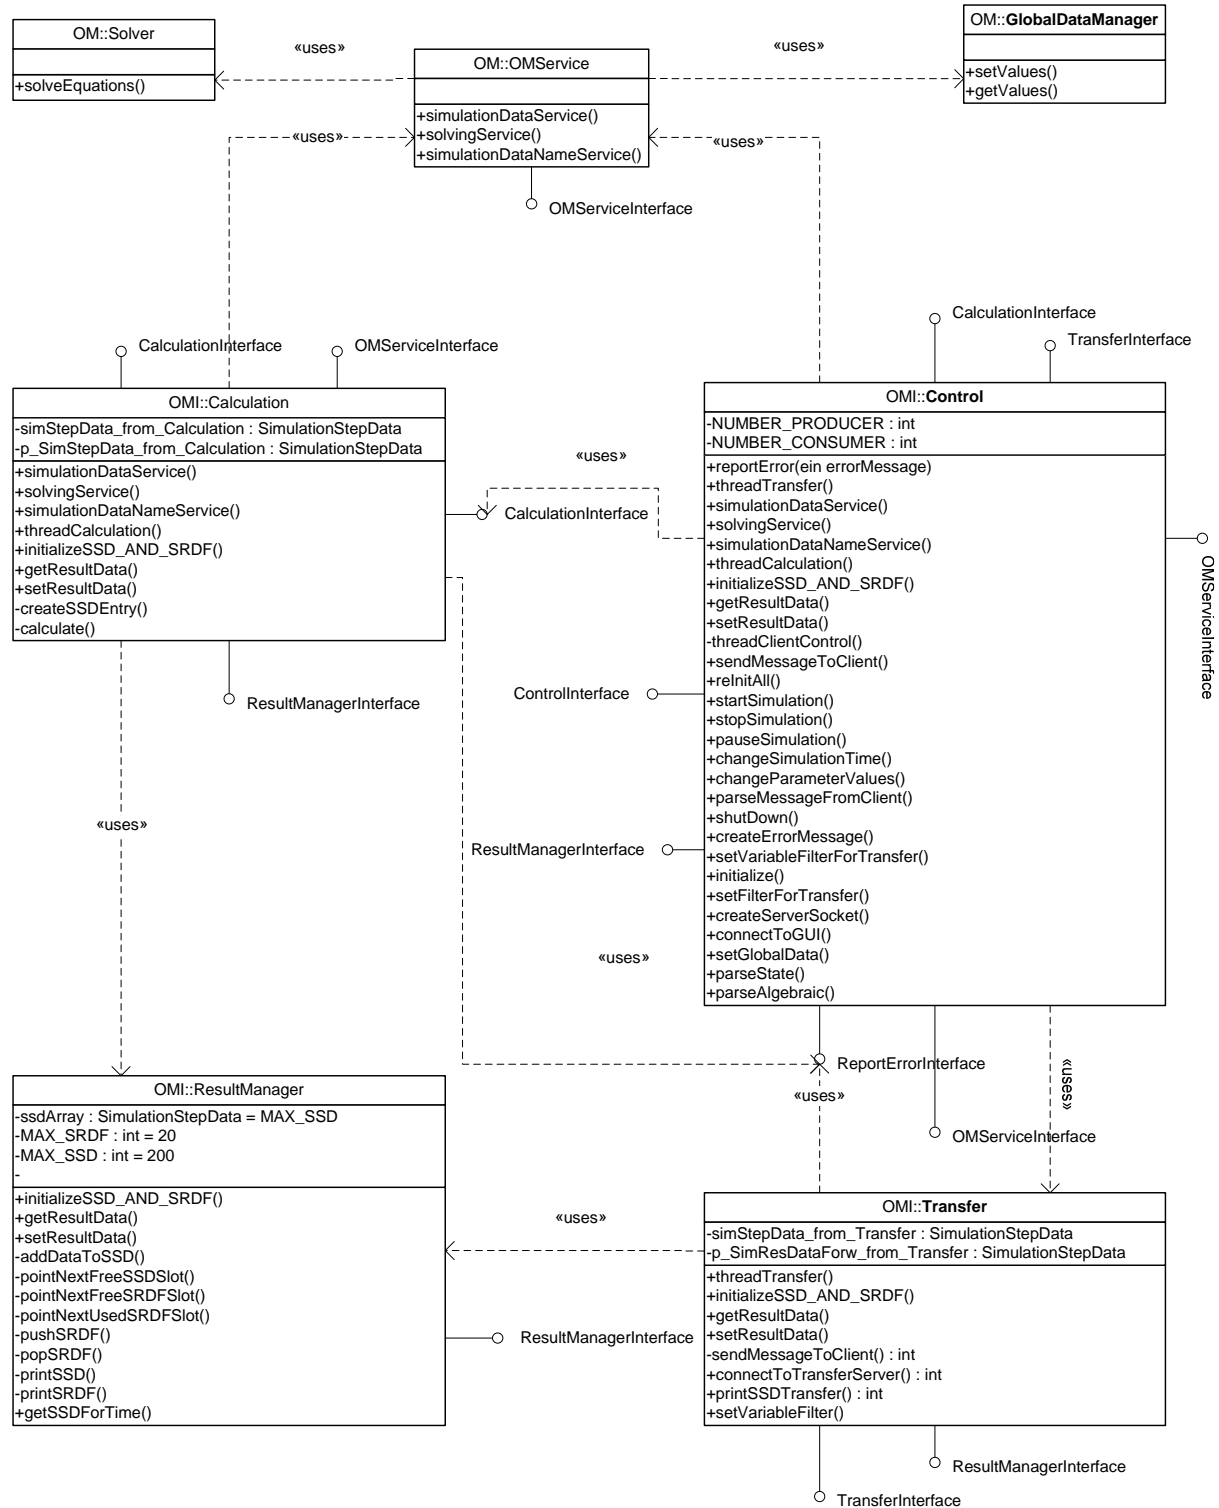 OM::Solver
+solveEquations()
«uses»
OM::OMService
+simulationDataService()
+solvingService()
+simulationDataNameService()
«uses»
OM::GlobalDataManager
+setValues()
+getValues()
«uses»
«uses»
OMServiceInterface
CalculationInterface
OMServiceInterface
CalculationInterface
TransferInterface
OMI::Calculation
-simStepData_from_Calculation : SimulationStepData
-p_SimStepData_from_Calculation : SimulationStepData
+simulationDataService()
+solvingService()
+simulationDataNameService()
+threadCalculation()
+initializeSSD_AND_SRDF()
+getResultData()
+setResultData()
-createSSDEntry()
-calculate()
«uses»
CalculationInterface
ResultManagerInterface
OMI::Control
-NUMBER_PRODUCER : int
-NUMBER_CONSUMER : int
+reportError(ein errorMessage)
+threadTransfer()
+simulationDataService()
+solvingService()
+simulationDataNameService()
+threadCalculation()
+initializeSSD_AND_SRDF()
+getResultData()
+setResultData()
-threadClientControl()
+sendMessageToClient()
+reInitAll()
+startSimulation()
+stopSimulation()
+pauseSimulation()
+changeSimulationTime()
+changeParameterValues()
+parseMessageFromClient()
+shutDown()
+createErrorMessage()
+setVariableFilterForTransfer()
+initialize()
+setFilterForTransfer()
+createServerSocket()
+connectToGUI()
+setGlobalData()
+parseState()
+parseAlgebraic()
OMServiceInterface
ControlInterface
ResultManagerInterface
«uses»
«uses»
ReportErrorInterface
«uses»
«uses»
OMServiceInterface
OMI::ResultManager
-ssdArray : SimulationStepData = MAX_SSD
-MAX_SRDF : int = 20
-MAX_SSD : int = 200
-
+initializeSSD_AND_SRDF()
+getResultData()
+setResultData()
-addDataToSSD()
-pointNextFreeSSDSlot()
-pointNextFreeSRDFSlot()
-pointNextUsedSRDFSlot()
-pushSRDF()
-popSRDF()
-printSSD()
-printSRDF()
+getSSDForTime()
«uses»
ResultManagerInterface
OMI::Transfer
-simStepData_from_Transfer : SimulationStepData
-p_SimResDataForw_from_Transfer : SimulationStepData
+threadTransfer()
+initializeSSD_AND_SRDF()
+getResultData()
+setResultData()
-sendMessageToClient() : int
+connectToTransferServer() : int
+printSSDTransfer() : int
+setVariableFilter()
ResultManagerInterface
TransferInterface